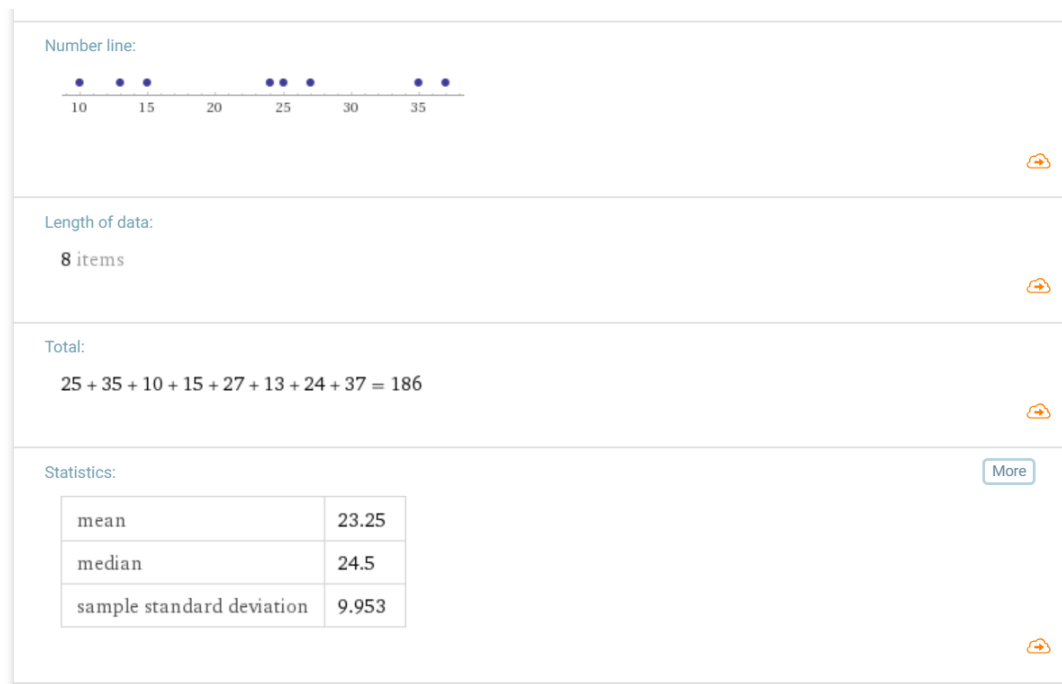 Number line:
10 15 20 25 30 35
Length of data:
8 items
Total:
25 + 35 + 10 + 15 + 27 + 13 + 24 + 37 = 186
Statistics:
More
mean 23.25
median 24.5
sample standard deviation 9.953